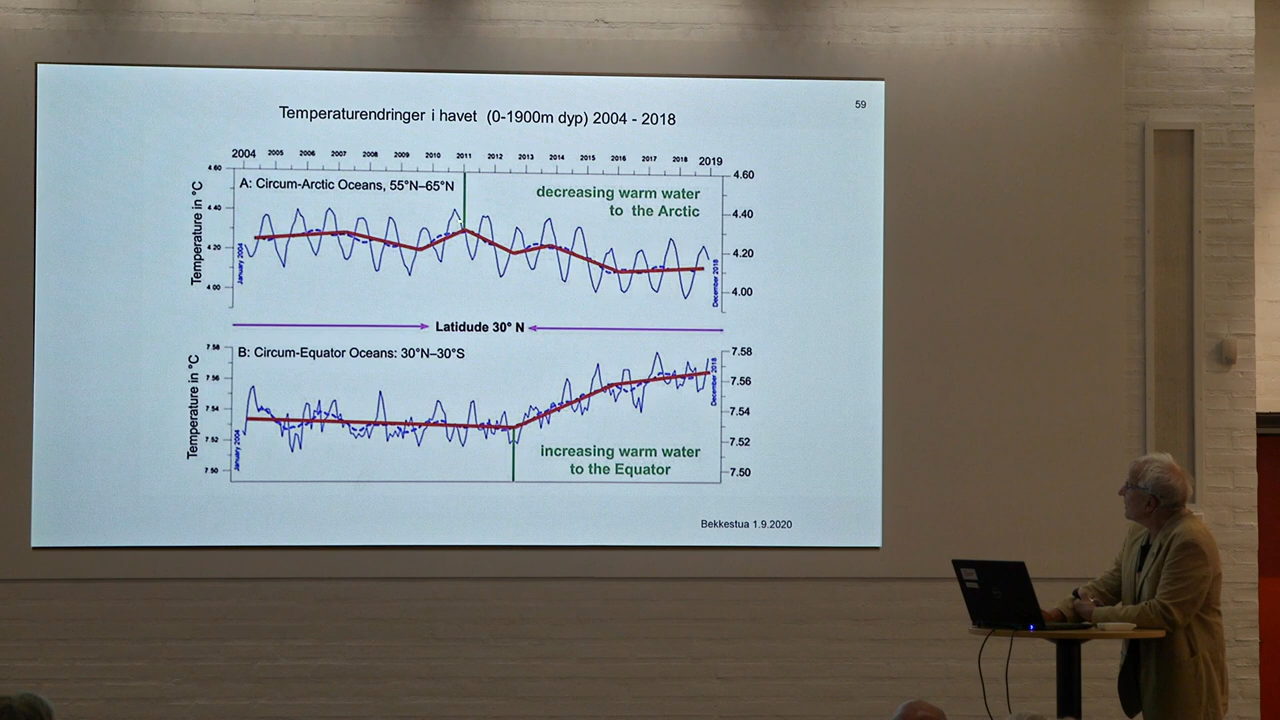 59
Temperaturendringer i havet (0-1900m dyp) 2004 - 2018
2004 2005 2006 2007 2008 2009 2010 2011 2012 2013 2014 2015 2016 2017 2018 2019
4.60
4.40
4.20
4.00
Temperature in °C
A: Circum-Arctic Oceans, 55°N–65°N
decreasing warm water
to the Arctic
January 2004
December 2018
4.60
4.40
4.20
4.00
Latidude 30° N
7.58
7.56
7.54
7.52
7.50
Temperature in °C
B: Circum-Equator Oceans: 30°N–30°S
January 2004
December 2018
increasing warm water
to the Equator
7.58
7.56
7.54
7.52
7.50
Bekkestua 1.9.2020